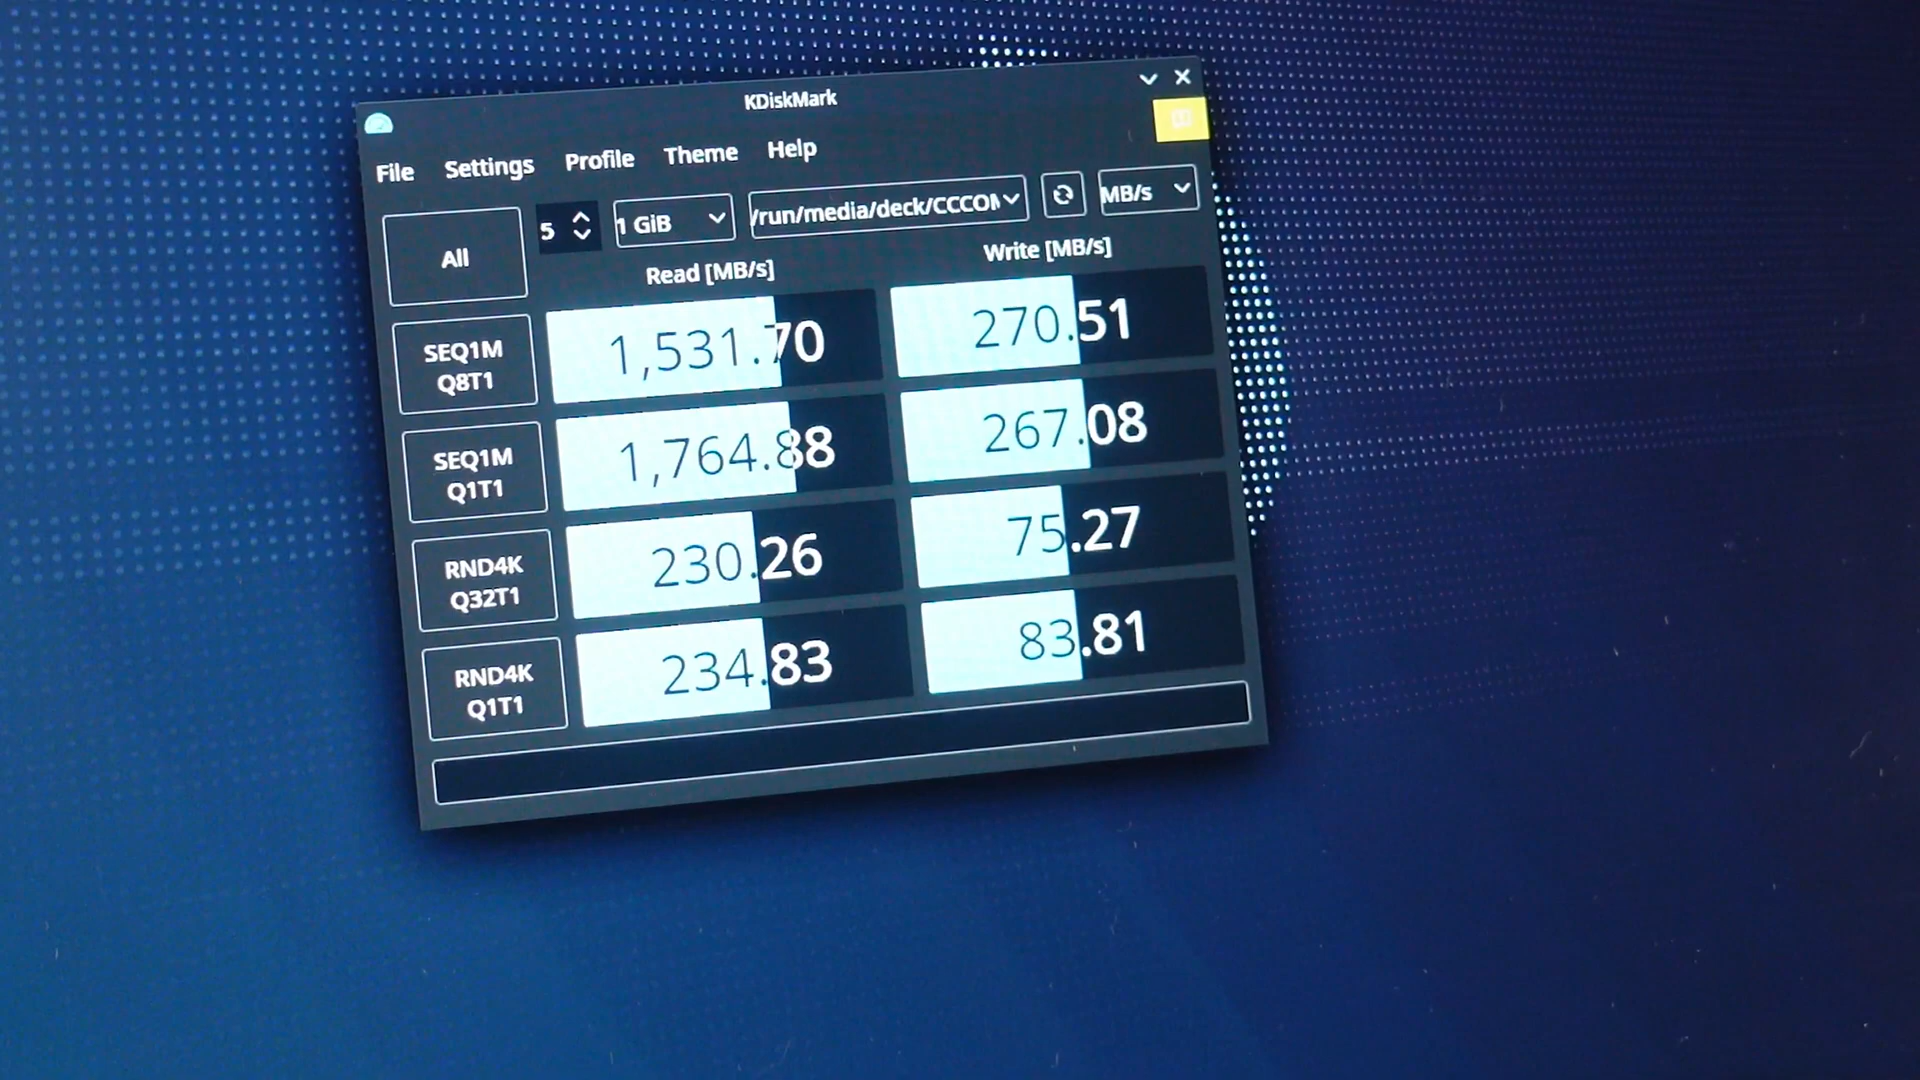 KDiskMark
File Settings Profile Theme Help
All 5 1 GiB /run/media/deck/CCCO MB/s
Read [MB/s] Write [MB/s]
SEQ1M
Q8T1
1,531.70 270.51
SEQ1M
Q1T1
1,764.88 267.08
RND4K
Q32T1
230.26 75.27
RND4K
Q1T1
234.83 83.81